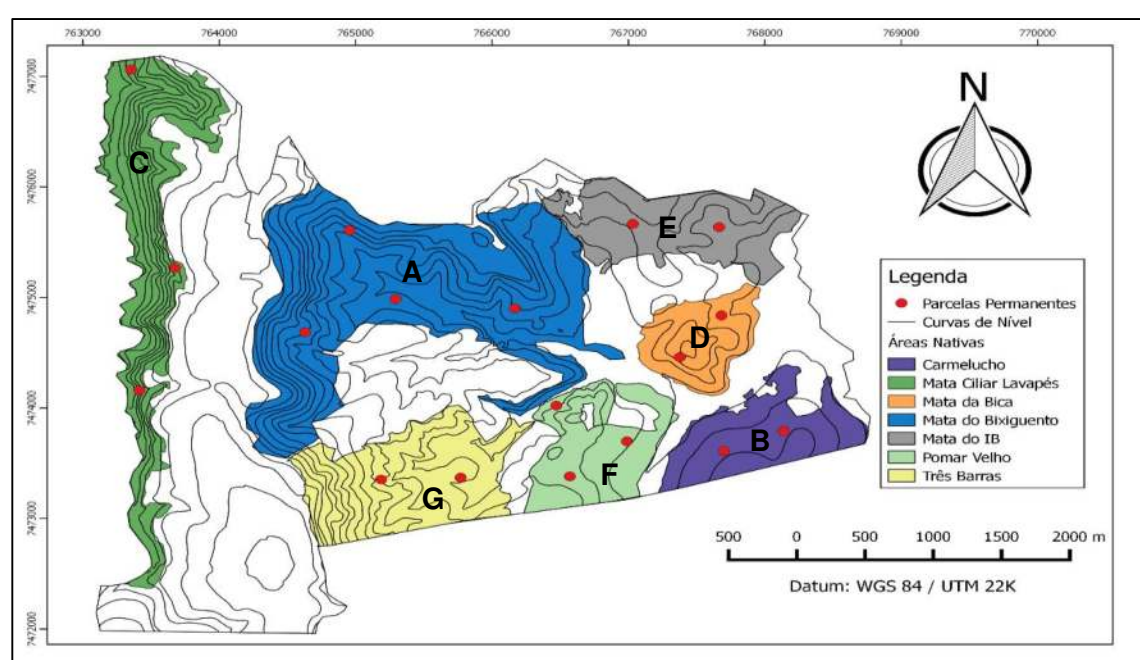 763000 764000 765000 766000 767000 768000 769000 770000
7477000
7476000
7475000
7474000
7473000
7472000
N
C
A
E
D
B
F
G
Legenda
Parcelas Permanentes
Curvas de Nível
Áreas Nativas
Carmelucho
Mata Ciliar Lavapés
Mata da Bica
Mata do Bixiguento
Mata do IB
Pomar Velho
Três Barras
500 0 500 1000 1500 2000 m
Datum: WGS 84 / UTM 22K